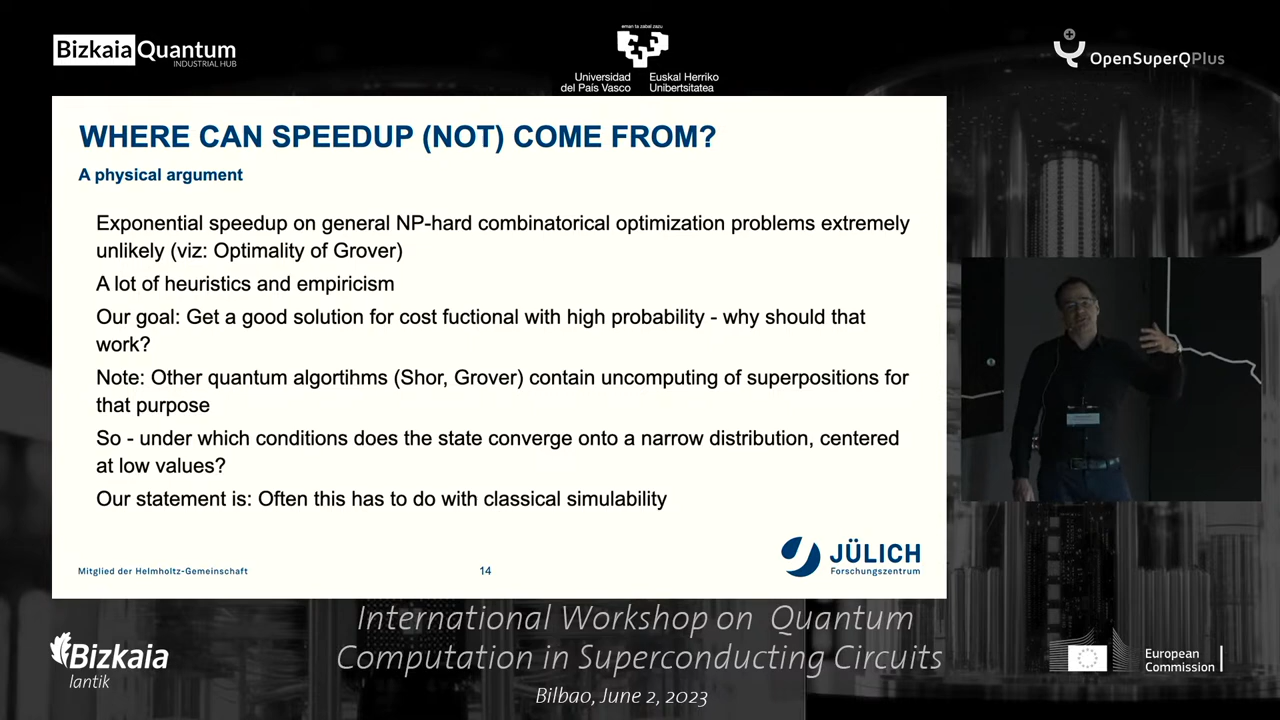 Bizkaia Quantum
INDUSTRIAL HUB
eman ta zabal zazu
Universidad
del País Vasco
Euskal Herriko
Unibertsitatea
OpenSuperQPlus
WHERE CAN SPEEDUP (NOT) COME FROM?
A physical argument
Exponential speedup on general NP-hard combinatorical optimization problems extremely
unlikely (viz: Optimality of Grover)
A lot of heuristics and empiricism
Our goal: Get a good solution for cost fuctional with high probability - why should that
work?
Note: Other quantum algortihms (Shor, Grover) contain uncomputing of superpositions for
that purpose
So - under which conditions does the state converge onto a narrow distribution, centered
at low values?
Our statement is: Often this has to do with classical simulability
Mitglied der Helmholtz-Gemeinschaft
14
JÜLICH
Forschungszentrum
International Workshop on Quantum
Computation in Superconducting Circuits
Bilbao, June 2, 2023
Bizkaia
lantik
European
Commission